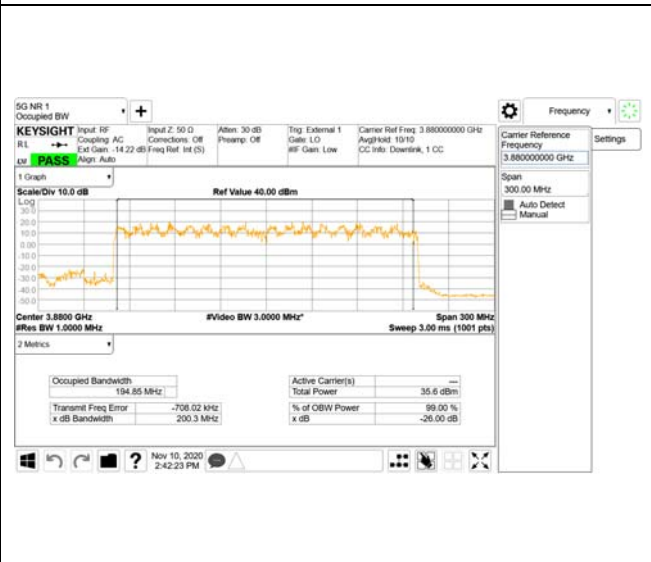 5G NR 1
Occupied BW
+
Frequency
KEYSIGHT
RL
PASS
Input: RF
Coupling: AC
Ext Gain: -14.22 dB
Align: Auto
Input Z: 50 Ω
Corrections: Off
Freq Ref: Int (S)
Atten: 30 dB
Preamp: Off
Trig: External 1
Gate: LO
#IF Gain: Low
Carrier Ref Freq: 3.880000000 GHz
Avg|Hold: 10/10
CC Info: Downlink, 1 CC
Carrier Reference
Frequency
3.880000000 GHz
Settings
Span
300.00 MHz
Auto Detect
Manual
1 Graph
Scale/Div 10.0 dB
Ref Value 40.00 dBm
Log
30.0
20.0
10.0
0.00
-10.0
-20.0
-30.0
-40.0
-50.0
Center 3.8800 GHz
#Video BW 3.0000 MHz*
Span 300 MHz
#Res BW 1.0000 MHz
Sweep 3.00 ms (1001 pts)
2 Metrics
Occupied Bandwidth
194.85 MHz
Active Carrier(s)
---
Total Power
35.6 dBm
Transmit Freq Error
-708.02 kHz
% of OBW Power
99.00 %
x dB Bandwidth
200.3 MHz
x dB
-26.00 dB
?
Nov 10, 2020
2:42:23 PM